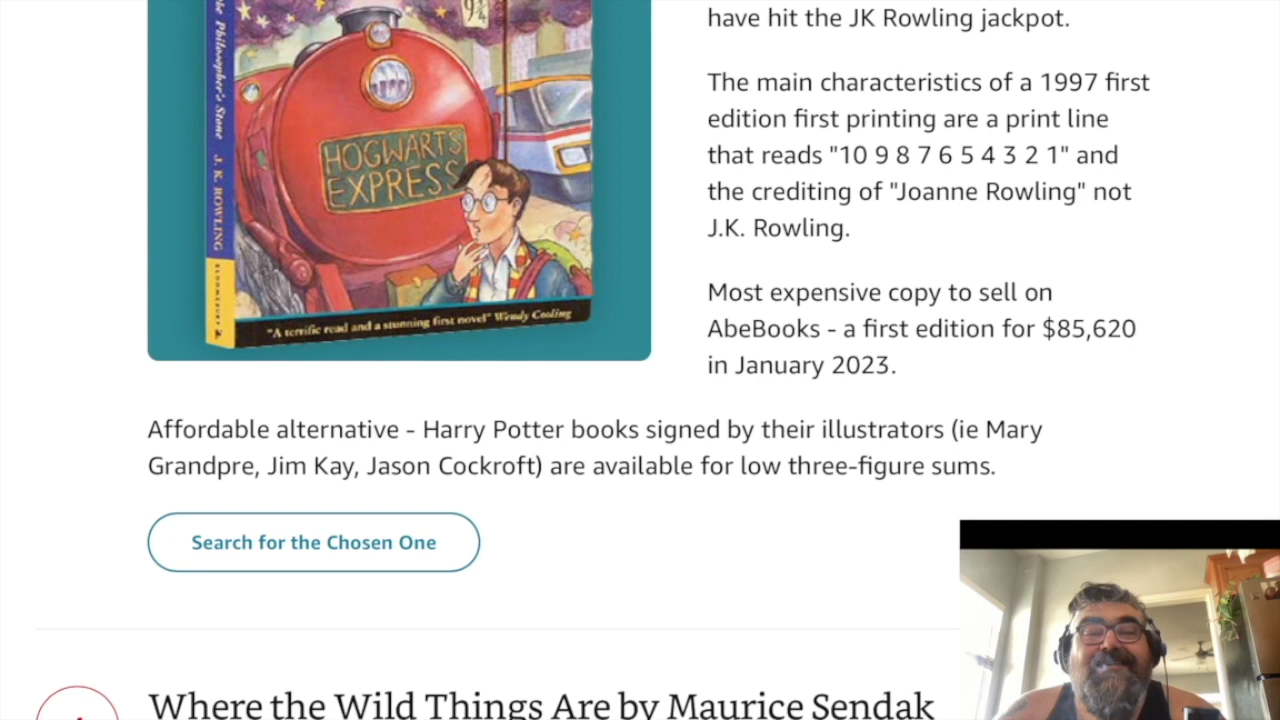 9¾
the Philosopher's Stone J. K. ROWLING
BLOOMSBURY
HOGWARTS
EXPRESS
"A terrific read and a stunning first novel" Wendy Cooling
have hit the JK Rowling jackpot.
The main characteristics of a 1997 first
edition first printing are a print line
that reads "10 9 8 7 6 5 4 3 2 1" and
the crediting of "Joanne Rowling" not
J.K. Rowling.
Most expensive copy to sell on
AbeBooks - a first edition for $85,620
in January 2023.
Affordable alternative - Harry Potter books signed by their illustrators (ie Mary
Grandpre, Jim Kay, Jason Cockroft) are available for low three-figure sums.
Search for the Chosen One
Where the Wild Things Are by Maurice Sendak